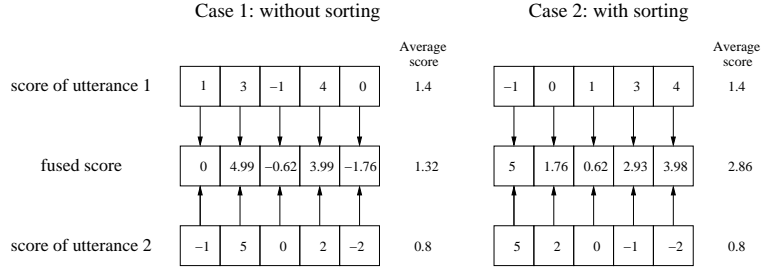 Case 1: without sorting Case 2: with sorting
Average score Average score
score of utterance 1 1 3 −1 4 0 1.4 −1 0 1 3 4 1.4
fused score 0 4.99 −0.62 3.99 −1.76 1.32 5 1.76 0.62 2.93 3.98 2.86
score of utterance 2 −1 5 0 2 −2 0.8 5 2 0 −1 −2 0.8